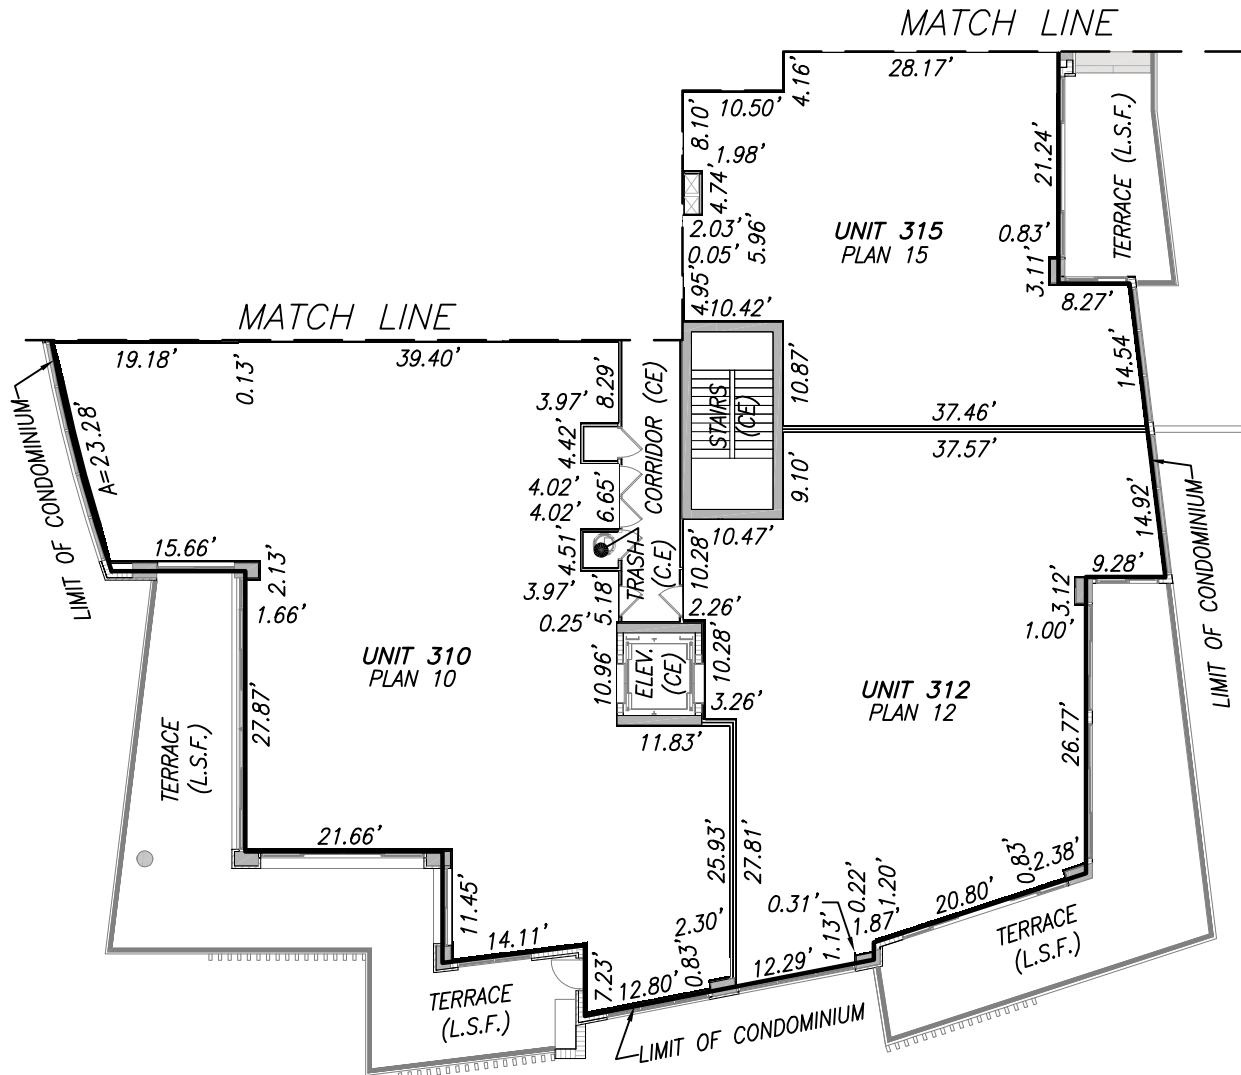 MATCH LINE
28.17'
4.16'
10.50'
8.10'
1.98'
4.74'
2.03'
0.05'
5.96'
4.95'
10.42'
UNIT 315
PLAN 15
21.24'
0.83'
3.11'
8.27'
TERRACE (L.S.F.)
14.54'
10.87'
37.46'
37.57'
9.10'
STAIRS
(CE)
10.47'
14.92'
9.28'
3.12'
1.00'
LIMIT OF CONDOMINIUM
MATCH LINE
19.18'
0.13'
39.40'
8.29'
3.97'
4.42'
4.02'
4.02'
6.65'
4.51'
3.97'
5.18'
0.25'
CORRIDOR (CE)
TRASH
(C.E)
10.28'
2.26'
10.28'
ELEV.
(CE)
10.96'
3.26'
11.83'
A=23.28'
LIMIT OF CONDOMINIUM
15.66'
2.13'
1.66'
UNIT 310
PLAN 10
UNIT 312
PLAN 12
27.87'
TERRACE
(L.S.F.)
21.66'
11.45'
14.11'
25.93'
27.81'
26.77'
2.30'
0.83'
12.80'
7.23'
0.31'
0.22'
1.20'
1.13'
1.87'
12.29'
20.80'
0.83'
2.38'
TERRACE
(L.S.F.)
TERRACE
(L.S.F.)
LIMIT OF CONDOMINIUM